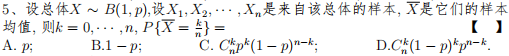 5、设总体X ∼ B(1, p),设X₁, X₂, ⋯ , Xₙ是来自该总体的样本, X̅是它们的样本
均值, 则k = 0, ⋯ , n, P{X̅ = k/n} = 【 】
A. p; B.1 − p; C. Cₙᵏpᵏ(1 − p)ⁿ⁻ᵏ; D.Cₙᵏ(1 − p)ᵏpⁿ⁻ᵏ.